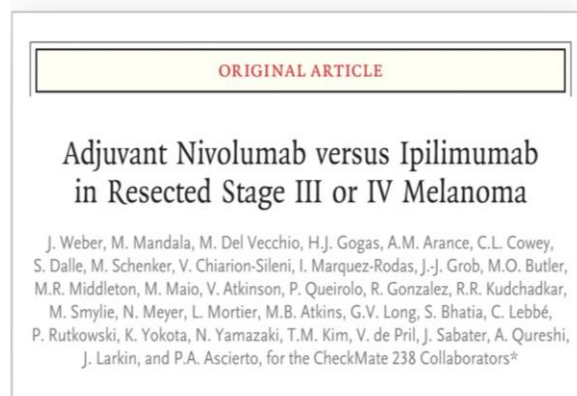 ORIGINAL ARTICLE
Adjuvant Nivolumab versus Ipilimumab
in Resected Stage III or IV Melanoma
J. Weber, M. Mandala, M. Del Vecchio, H.J. Gogas, A.M. Arance, C.L. Cowey,
S. Dalle, M. Schenker, V. Chiarion-Sileni, I. Marquez-Rodas, J.-J. Grob, M.O. Butler,
M.R. Middleton, M. Maio, V. Atkinson, P. Queirolo, R. Gonzalez, R.R. Kudchadkar,
M. Smylie, N. Meyer, L. Mortier, M.B. Atkins, G.V. Long, S. Bhatia, C. Lebbé,
P. Rutkowski, K. Yokota, N. Yamazaki, T.M. Kim, V. de Pril, J. Sabater, A. Qureshi,
J. Larkin, and P.A. Ascierto, for the CheckMate 238 Collaborators*